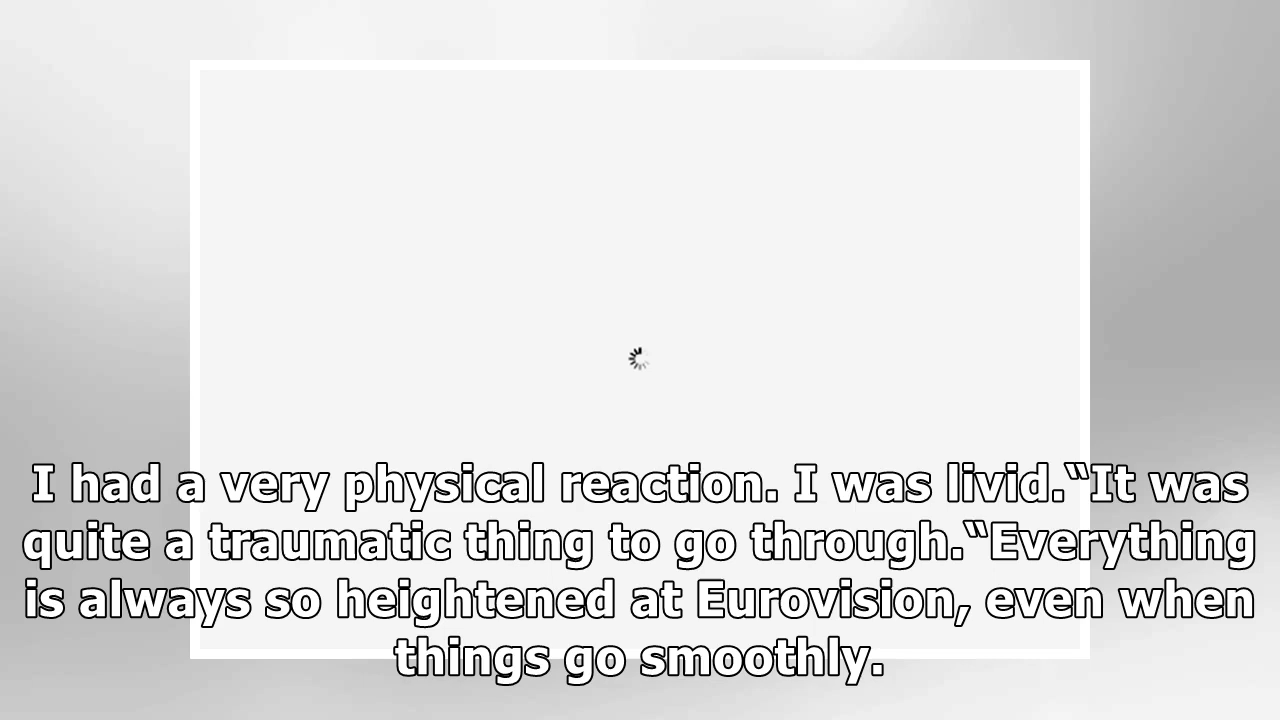 I had a very physical reaction. I was livid.“It was
quite a traumatic thing to go through.“Everything
is always so heightened at Eurovision, even when
things go smoothly.